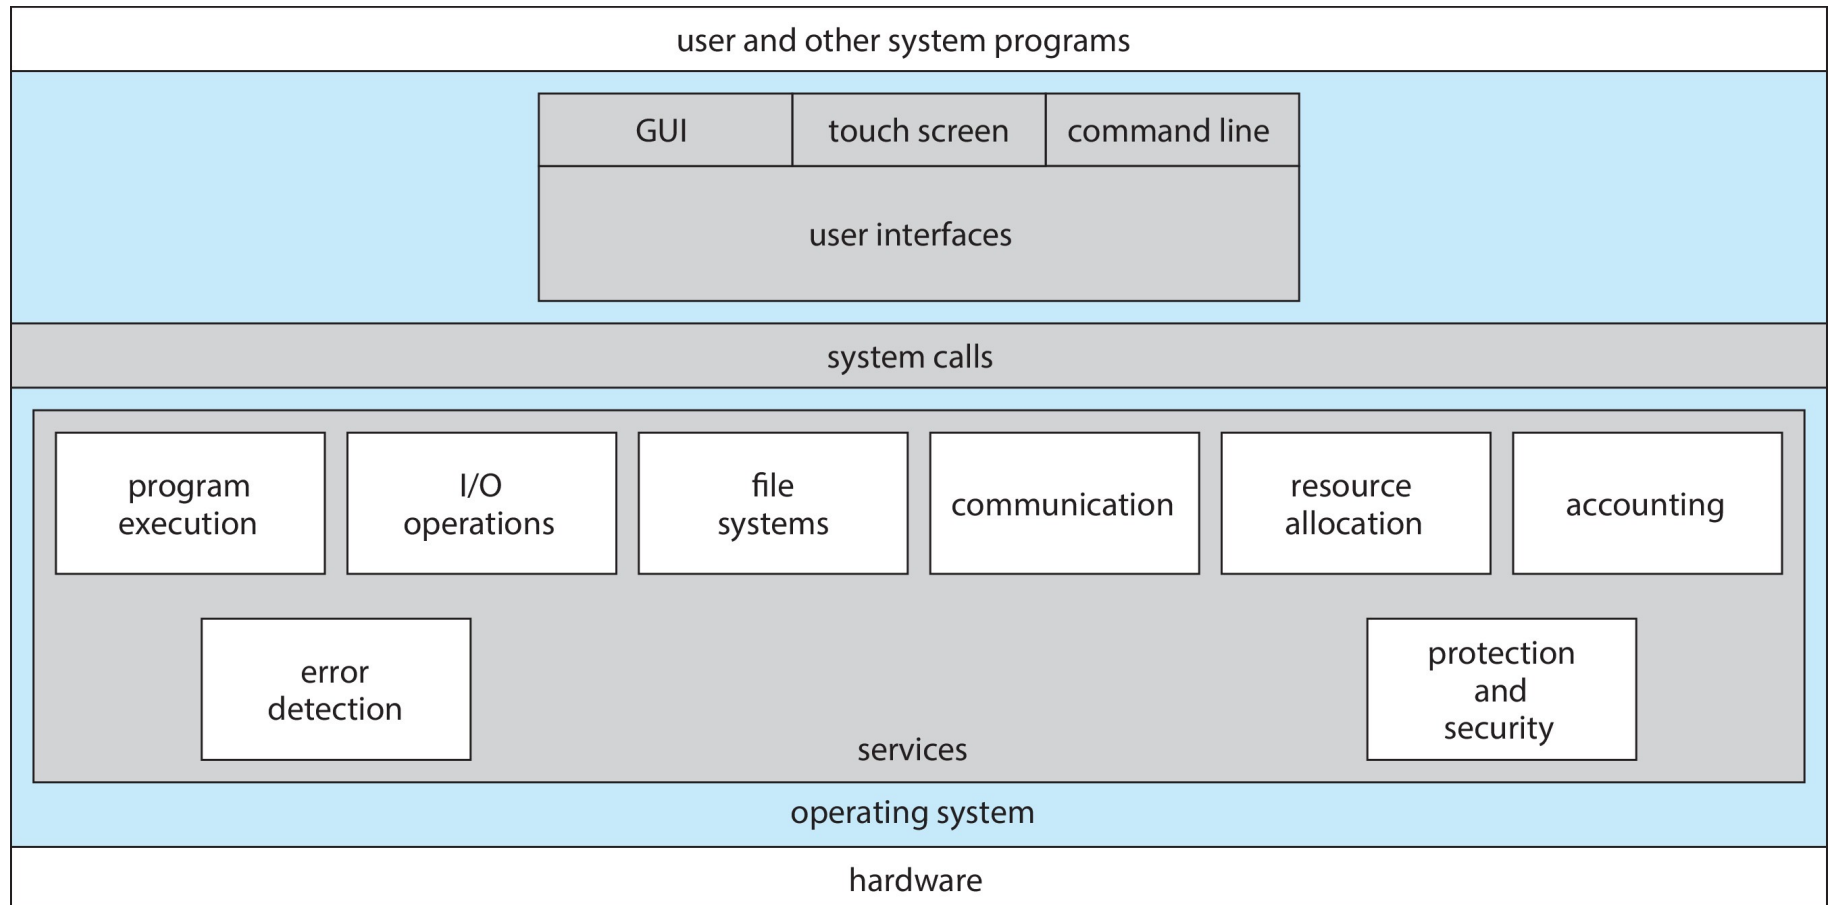 user and other system programs
GUI
touch screen
command line
user interfaces
system calls
program
execution
I/O
operations
file
systems
communication
resource
allocation
accounting
error
detection
protection
and
security
services
operating system
hardware